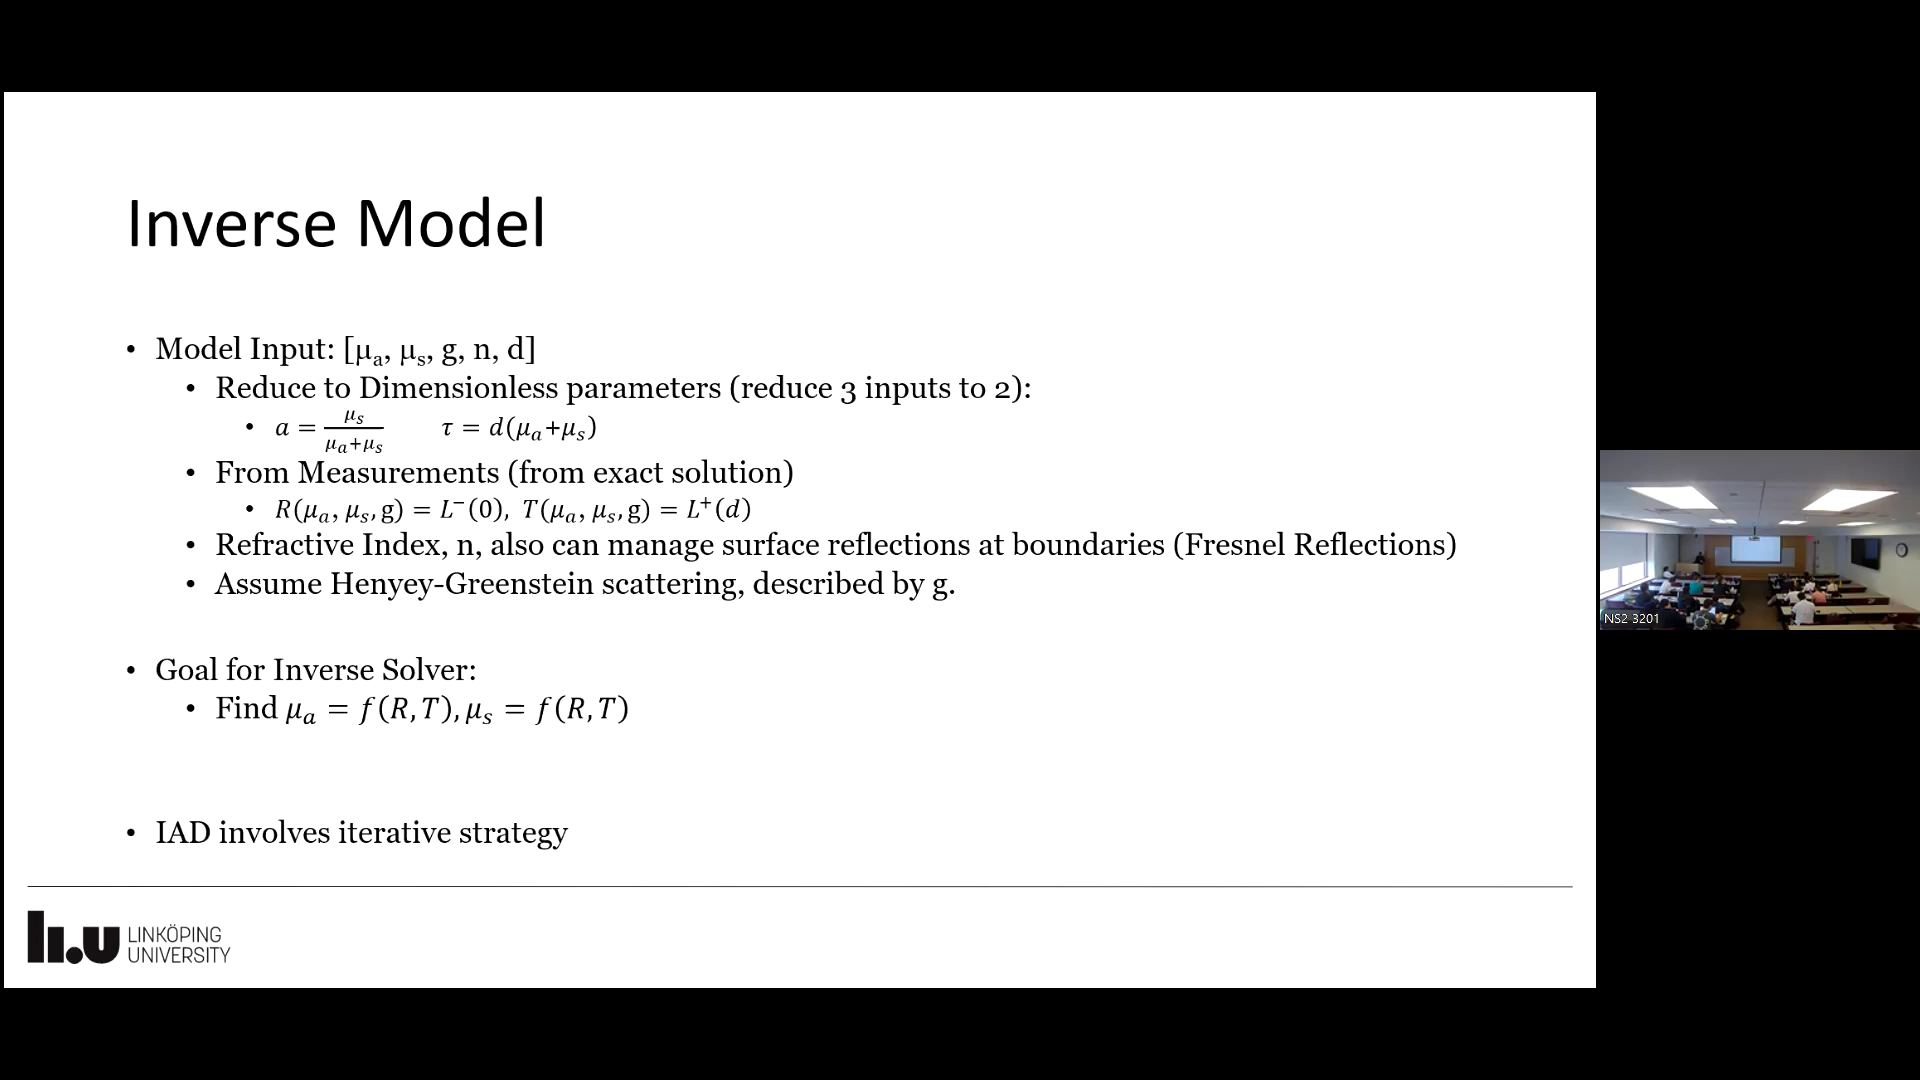 Inverse Model
• Model Input: [μₐ, μₛ, g, n, d]
• Reduce to Dimensionless parameters (reduce 3 inputs to 2):
• a = μₛ/(μₐ+μₛ)   τ = d(μₐ+μₛ)
• From Measurements (from exact solution)
• R(μₐ, μₛ, g) = L⁻(0), T(μₐ, μₛ, g) = L⁺(d)
• Refractive Index, n, also can manage surface reflections at boundaries (Fresnel Reflections)
• Assume Henyey-Greenstein scattering, described by g.
• Goal for Inverse Solver:
• Find μₐ = f(R, T), μₛ = f(R, T)
• IAD involves iterative strategy
li.u LINKÖPING
UNIVERSITY
NS2 3201